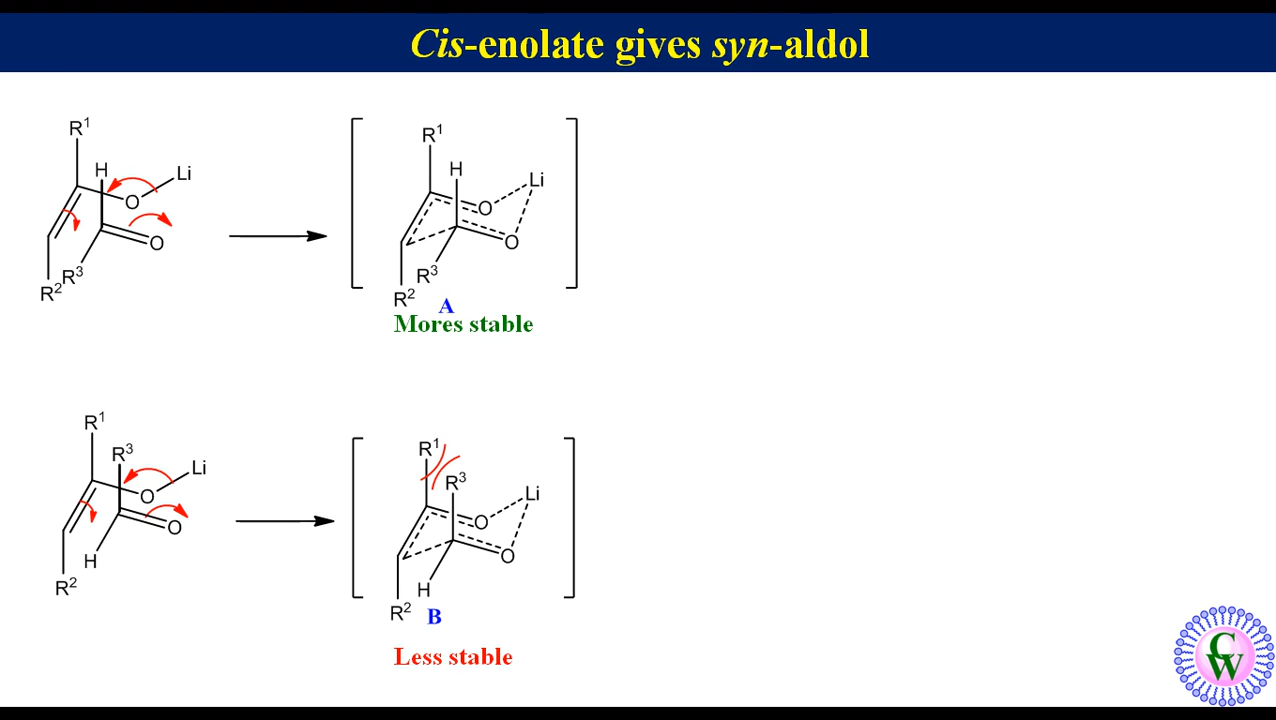 Cis-enolate gives syn-aldol
R¹
H
Li
O
O
R³
R²
R¹
H
Li
O
O
R³
R²
A
Mores stable
R¹
R³
Li
O
O
H
R²
R¹
R³
Li
O
O
H
R²
B
Less stable
CW